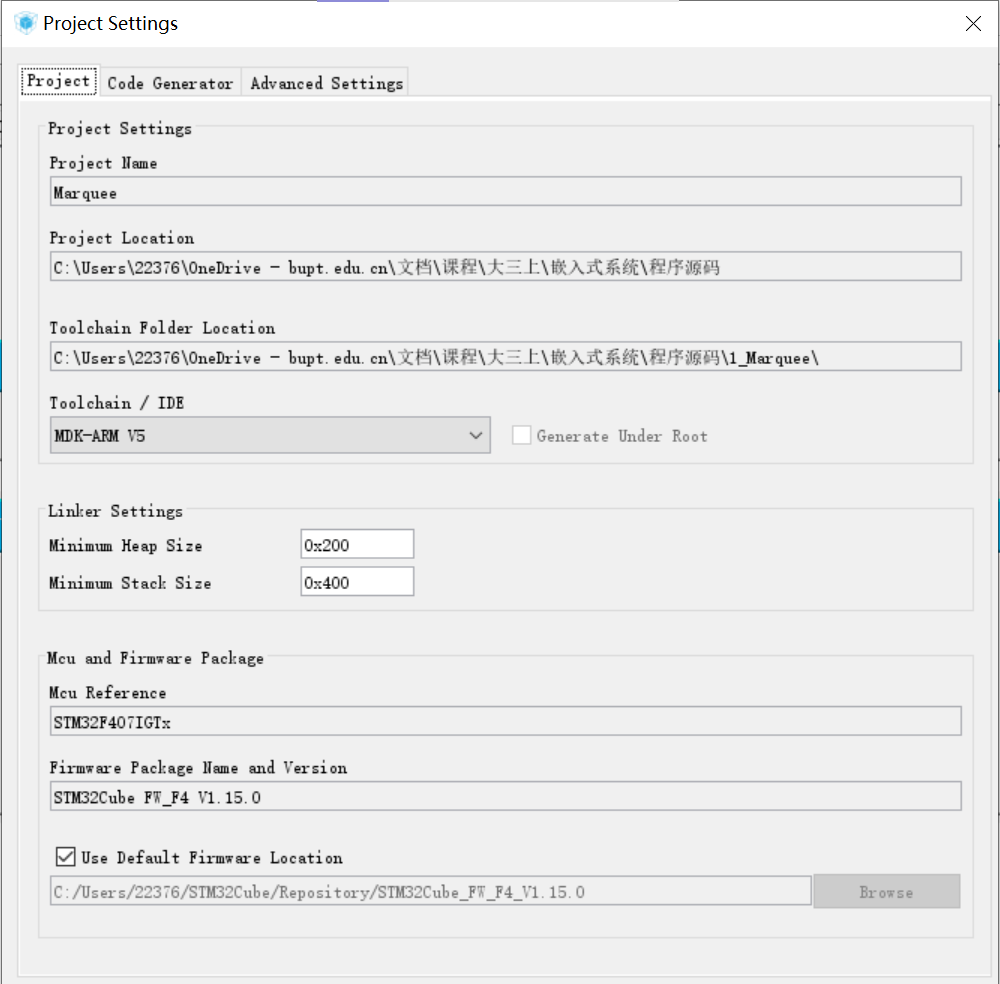 Project Settings
Project
Code Generator
Advanced Settings
Project Settings
Project Name
Marquee
Project Location
C:\Users\22376\OneDrive - bupt.edu.cn\文档\课程\大三上\嵌入式系统\程序源码
Toolchain Folder Location
C:\Users\22376\OneDrive - bupt.edu.cn\文档\课程\大三上\嵌入式系统\程序源码\1_Marquee\
Toolchain / IDE
MDK-ARM V5
Generate Under Root
Linker Settings
Minimum Heap Size
0x200
Minimum Stack Size
0x400
Mcu and Firmware Package
Mcu Reference
STM32F407IGTx
Firmware Package Name and Version
STM32Cube FW_F4 V1.15.0
Use Default Firmware Location
C:/Users/22376/STM32Cube/Repository/STM32Cube_FW_F4_V1.15.0
Browse